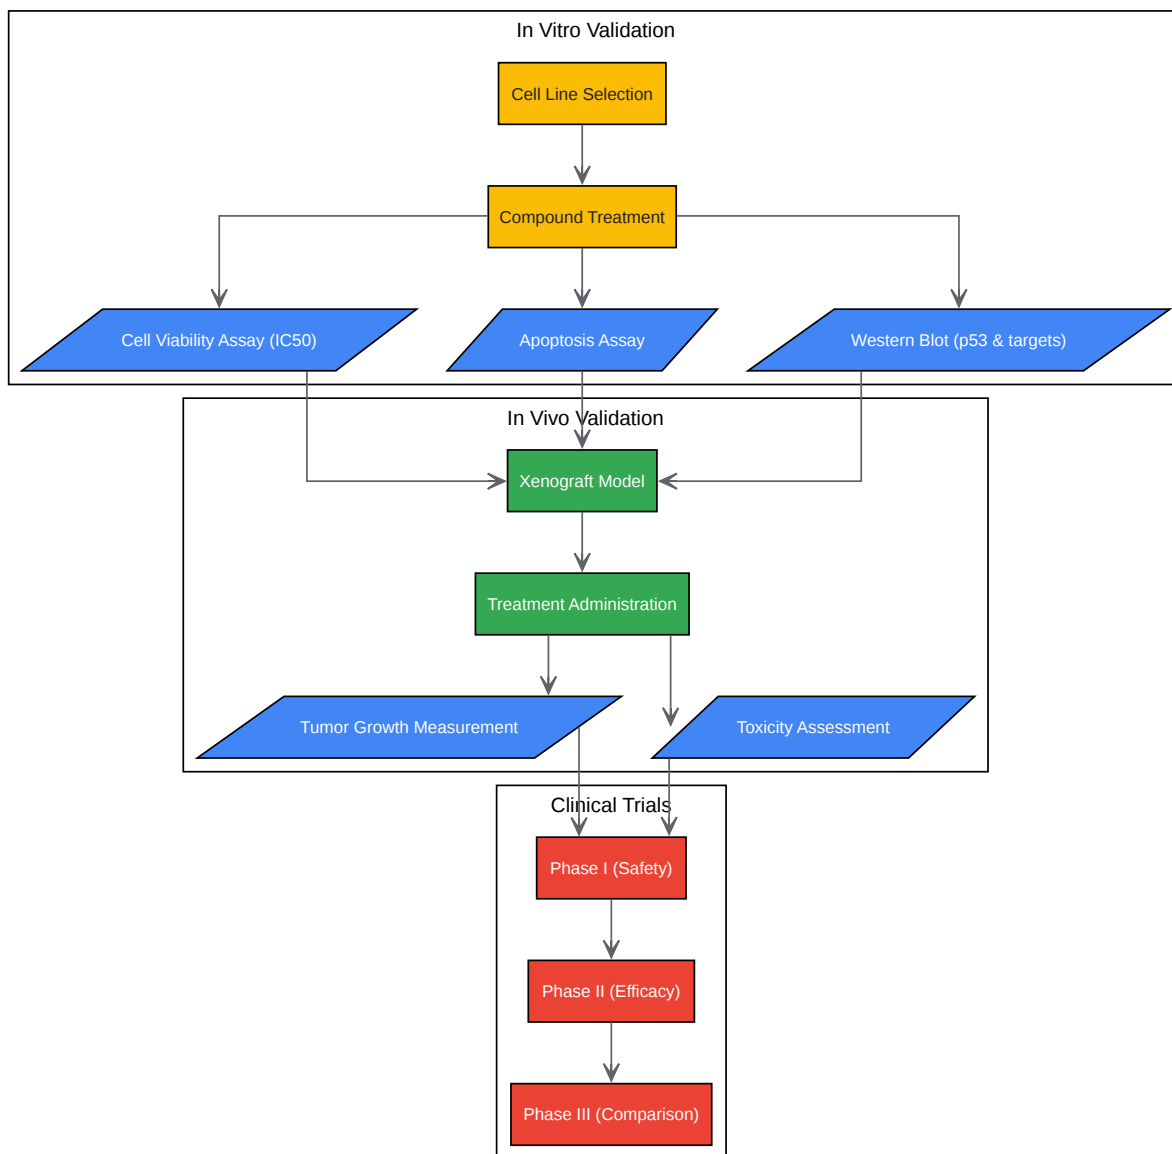 In Vitro Validation
Cell Line Selection
Compound Treatment
Cell Viability Assay (IC50)
Apoptosis Assay
Western Blot (p53 & targets)
In Vivo Validation
Xenograft Model
Treatment Administration
Tumor Growth Measurement
Toxicity Assessment
Clinical Trials
Phase I (Safety)
Phase II (Efficacy)
Phase III (Comparison)